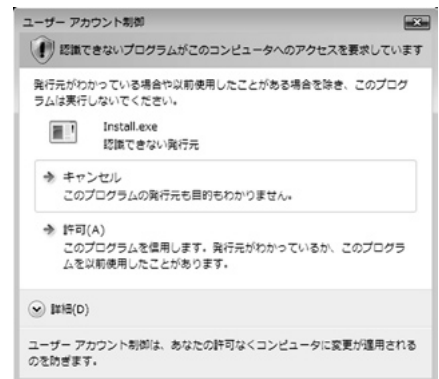 ユーザー アカウント制御
認識できないプログラムがこのコンピュータへのアクセスを要求しています
発行元がわかっている場合や以前使用したことがある場合を除き、このプログ
ラムは実行しないでください。
Install.exe
認識できない発行元
キャンセル
このプログラムの発行元も目的もわかりません。
許可(A)
このプログラムを信用します。発行元がわかっているか、このプログラ
ムを以前使用したことがあります。
詳細(D)
ユーザー アカウント制御は、あなたの許可なくコンピュータに変更が適用される
のを防ぎます。